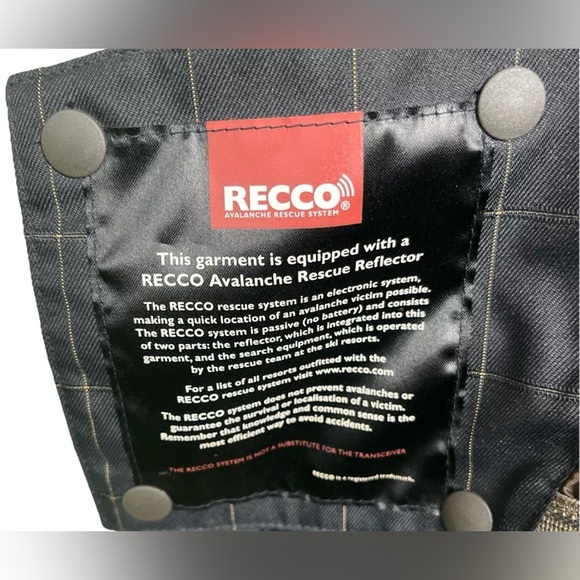 RECCO®
AVALANCHE RESCUE SYSTEM
This garment is equipped with a
RECCO Avalanche Rescue Reflector
The RECCO rescue system is an electronic system,
making a quick location of an avalanche victim possible.
The RECCO system is passive (no battery) and consists
of two parts: the reflector, which is integrated into this
garment, and the search equipment, which is operated
by the rescue team at the ski resorts.
For a list of all resorts outfitted with the
RECCO rescue system visit www.recco.com.
The RECCO system does not prevent avalanches or
guarantee the survival or localisation of a victim.
Remember that knowledge and common sense is the
most efficient way to avoid accidents.
THE RECCO SYSTEM IS NOT A SUBSTITUTE FOR THE TRANSCEIVER
RECCO is a registered trademark.